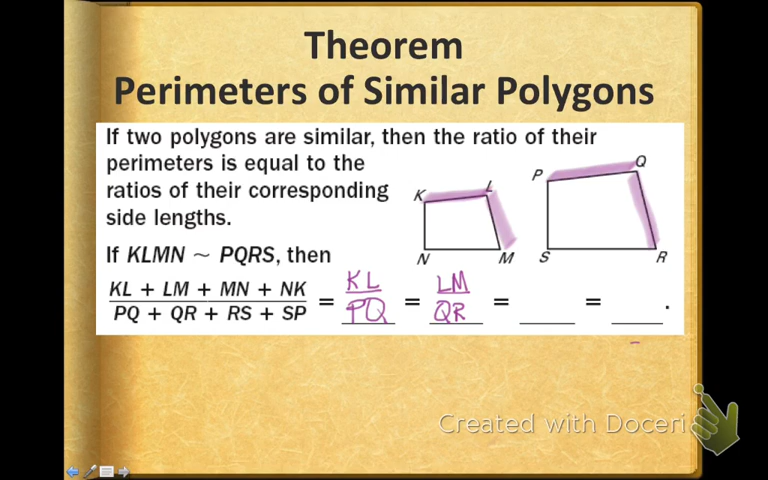 Theorem
Perimeters of Similar Polygons
If two polygons are similar, then the ratio of their
perimeters is equal to the
ratios of their corresponding
side lengths.
K L
N M
P Q
S R
If KLMN ~ PQRS, then
KL + LM + MN + NK / PQ + QR + RS + SP = KL / PQ = LM / QR = ____ = ____ .
Created with Doceri